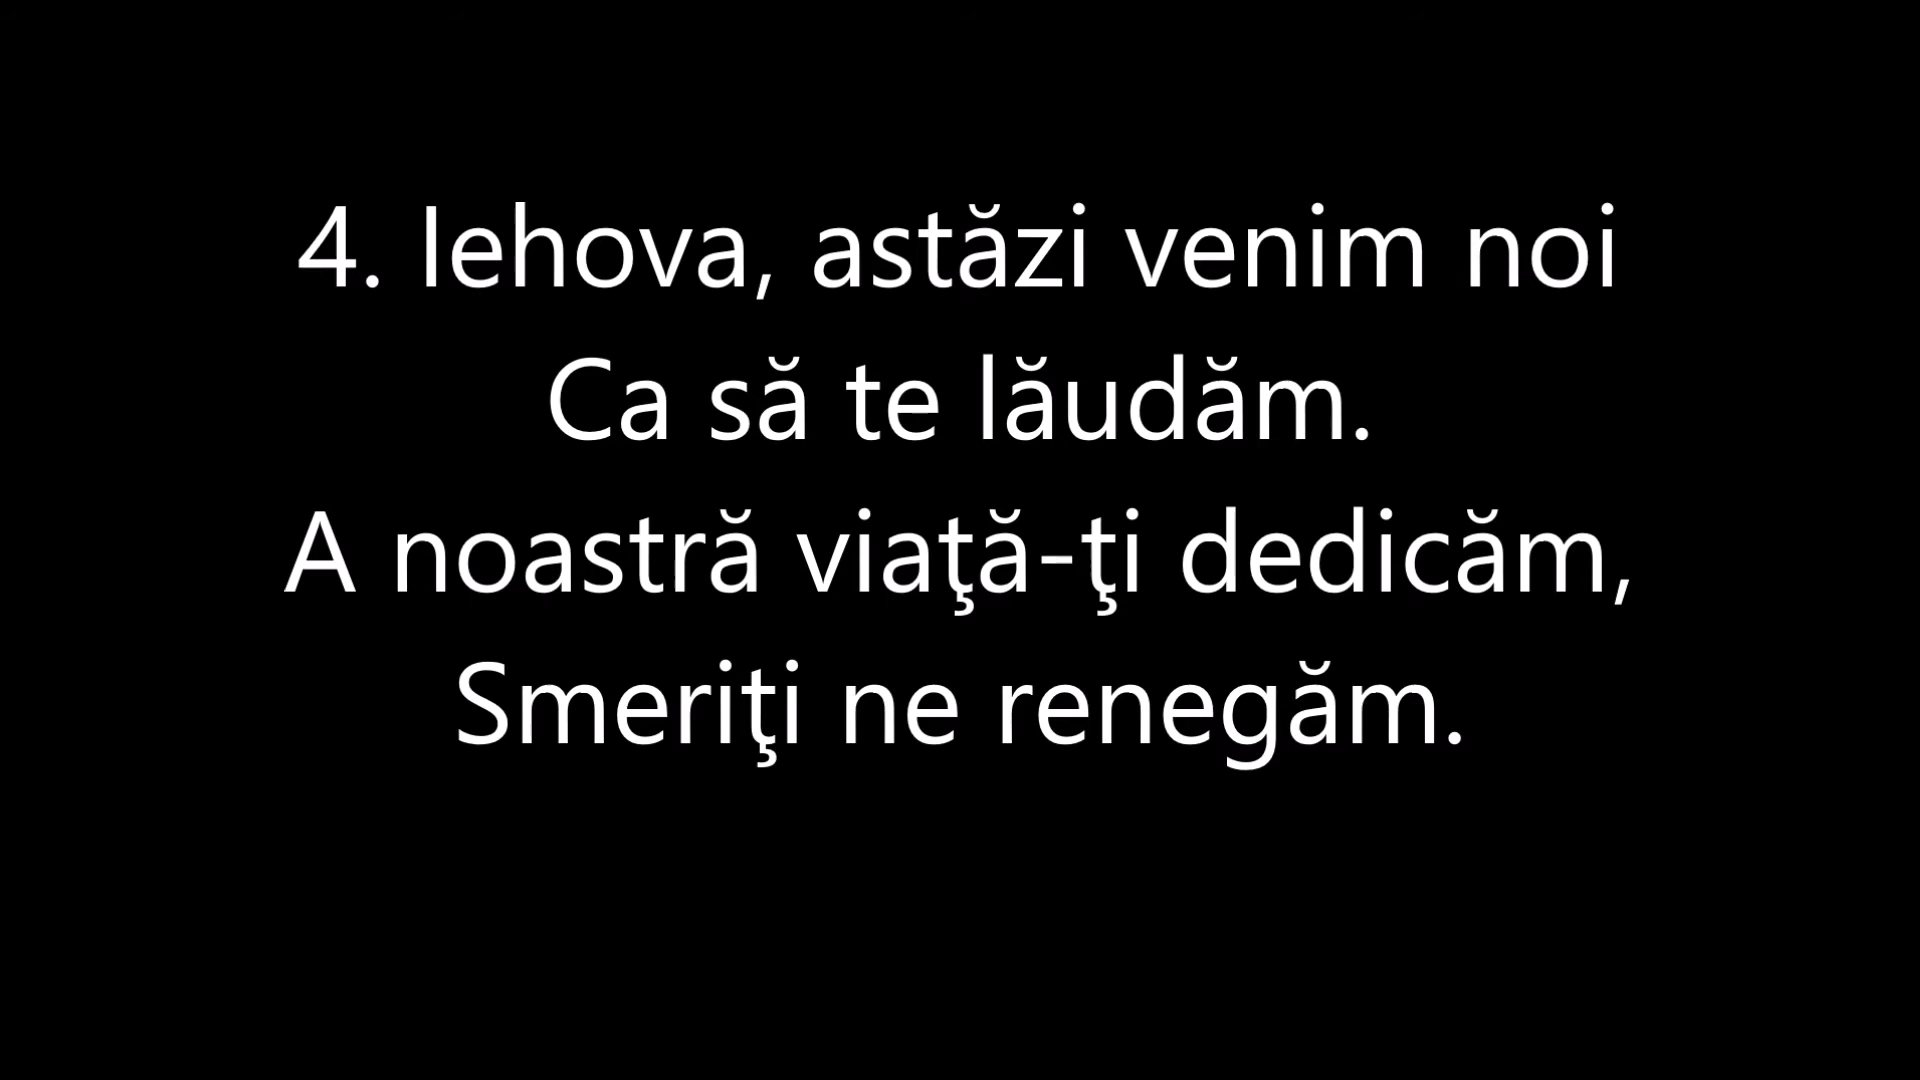 4. Iehova, astăzi venim noi
Ca să te lăudăm.
A noastră viaţă-ţi dedicăm,
Smeriţi ne renegăm.